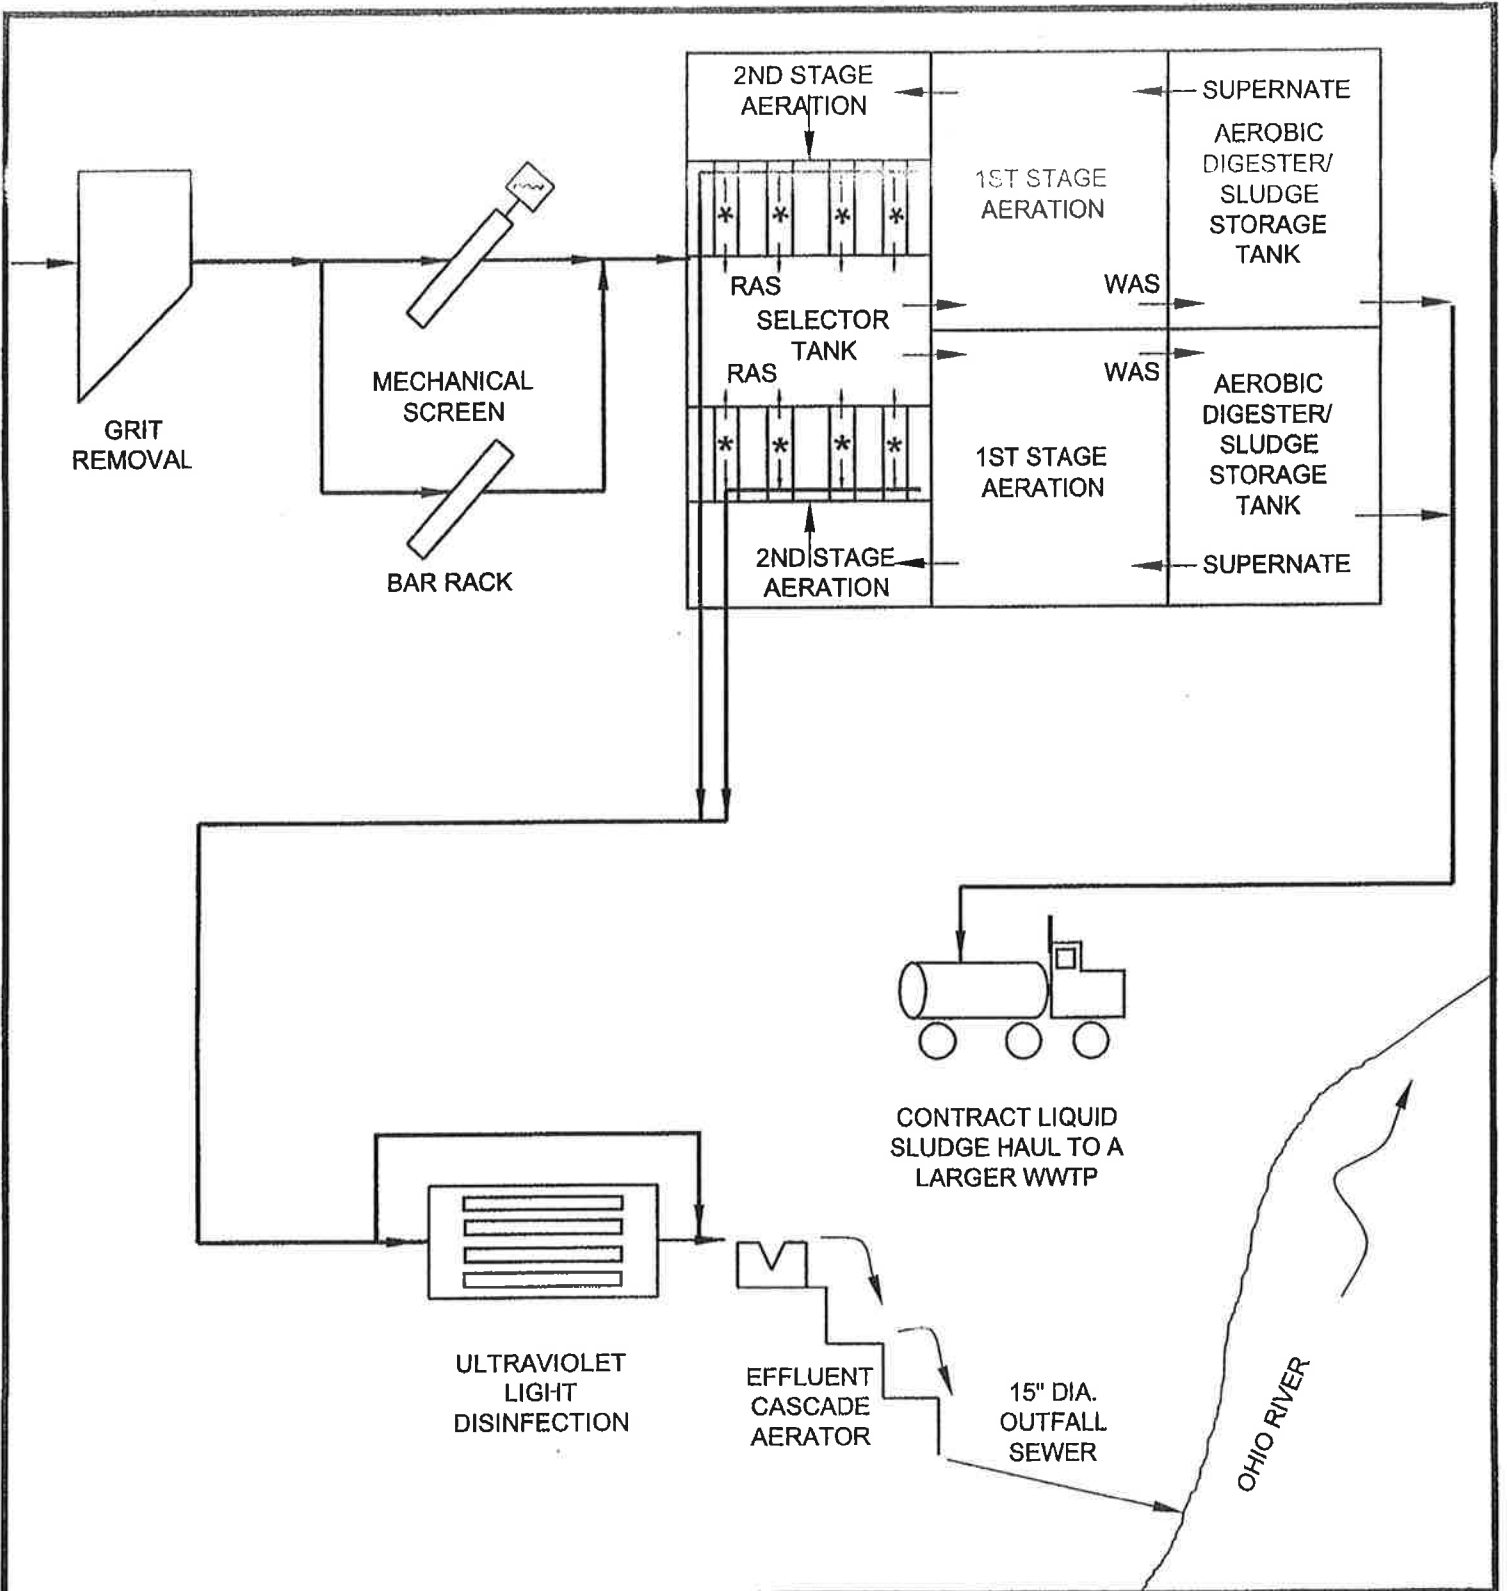 2ND STAGE
AERATION
SUPERNATE
AEROBIC
DIGESTER/
SLUDGE
STORAGE
TANK
1ST STAGE
AERATION
*
*
*
*
RAS
WAS
SELECTOR
TANK
RAS
WAS
MECHANICAL
SCREEN
GRIT
REMOVAL
*
*
*
*
1ST STAGE
AERATION
AEROBIC
DIGESTER/
SLUDGE
STORAGE
TANK
BAR RACK
2ND STAGE
AERATION
SUPERNATE
CONTRACT LIQUID
SLUDGE HAUL TO A
LARGER WWTP
ULTRAVIOLET
LIGHT
DISINFECTION
EFFLUENT
CASCADE
AERATOR
15" DIA.
OUTFALL
SEWER
OHIO RIVER